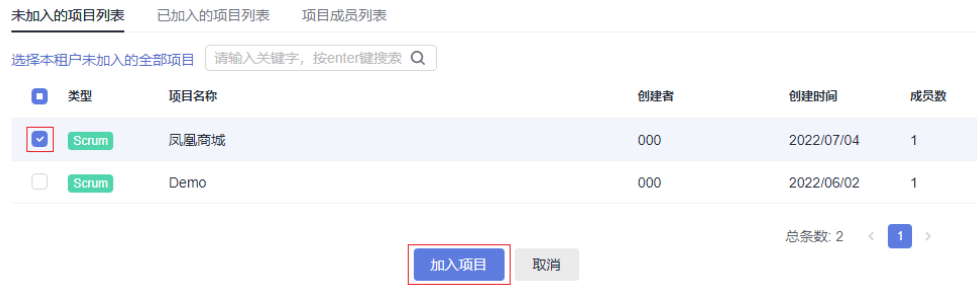 未加入的项目列表 已加入的项目列表 项目成员列表
选择本租户未加入的全部项目 请输入关键字，按enter键搜索
类型 项目名称 创建者 创建时间 成员数
Scrum 凤凰商城 000 2022/07/04 1
Scrum Demo 000 2022/06/02 1
总条数: 2 < 1 >
加入项目 取消